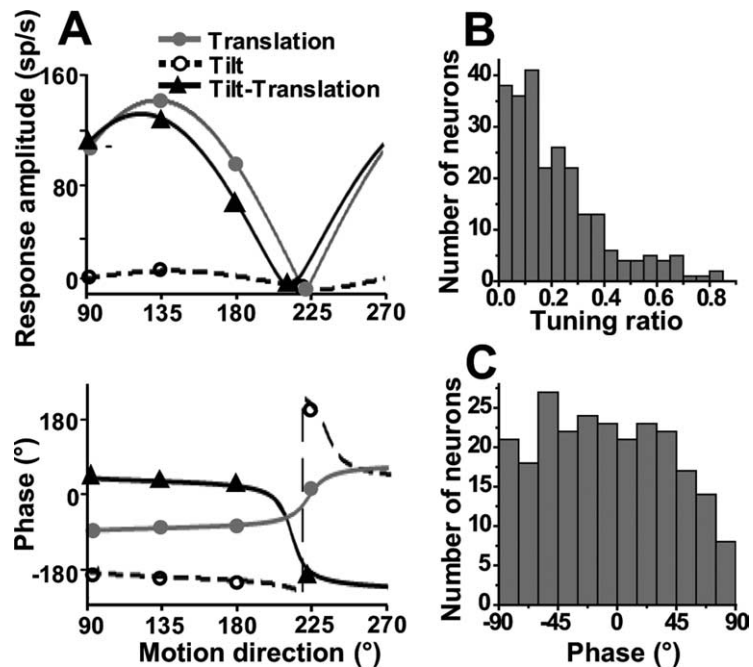 A
Translation
Tilt
Tilt-Translation
Response amplitude (sp/s)
160
80
0
90 135 180 225 270
B
Number of neurons
40
30
20
10
0
0.0 0.2 0.4 0.6 0.8
Tuning ratio
Phase (°)
180
0
-180
90 135 180 225 270
Motion direction (°)
C
Number of neurons
25
20
15
10
5
0
-90 -45 0 45 90
Phase (°)